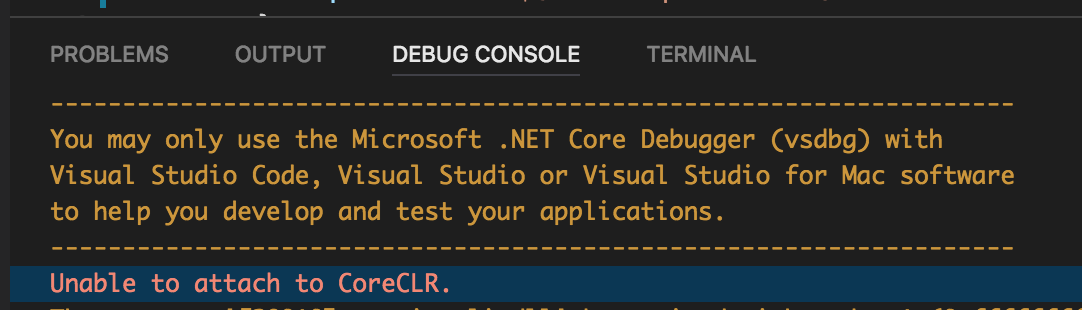 PROBLEMS OUTPUT DEBUG CONSOLE TERMINAL
-------------------------------------------------------------------
You may only use the Microsoft .NET Core Debugger (vsdbg) with
Visual Studio Code, Visual Studio or Visual Studio for Mac software
to help you develop and test your applications.
-------------------------------------------------------------------
Unable to attach to CoreCLR.